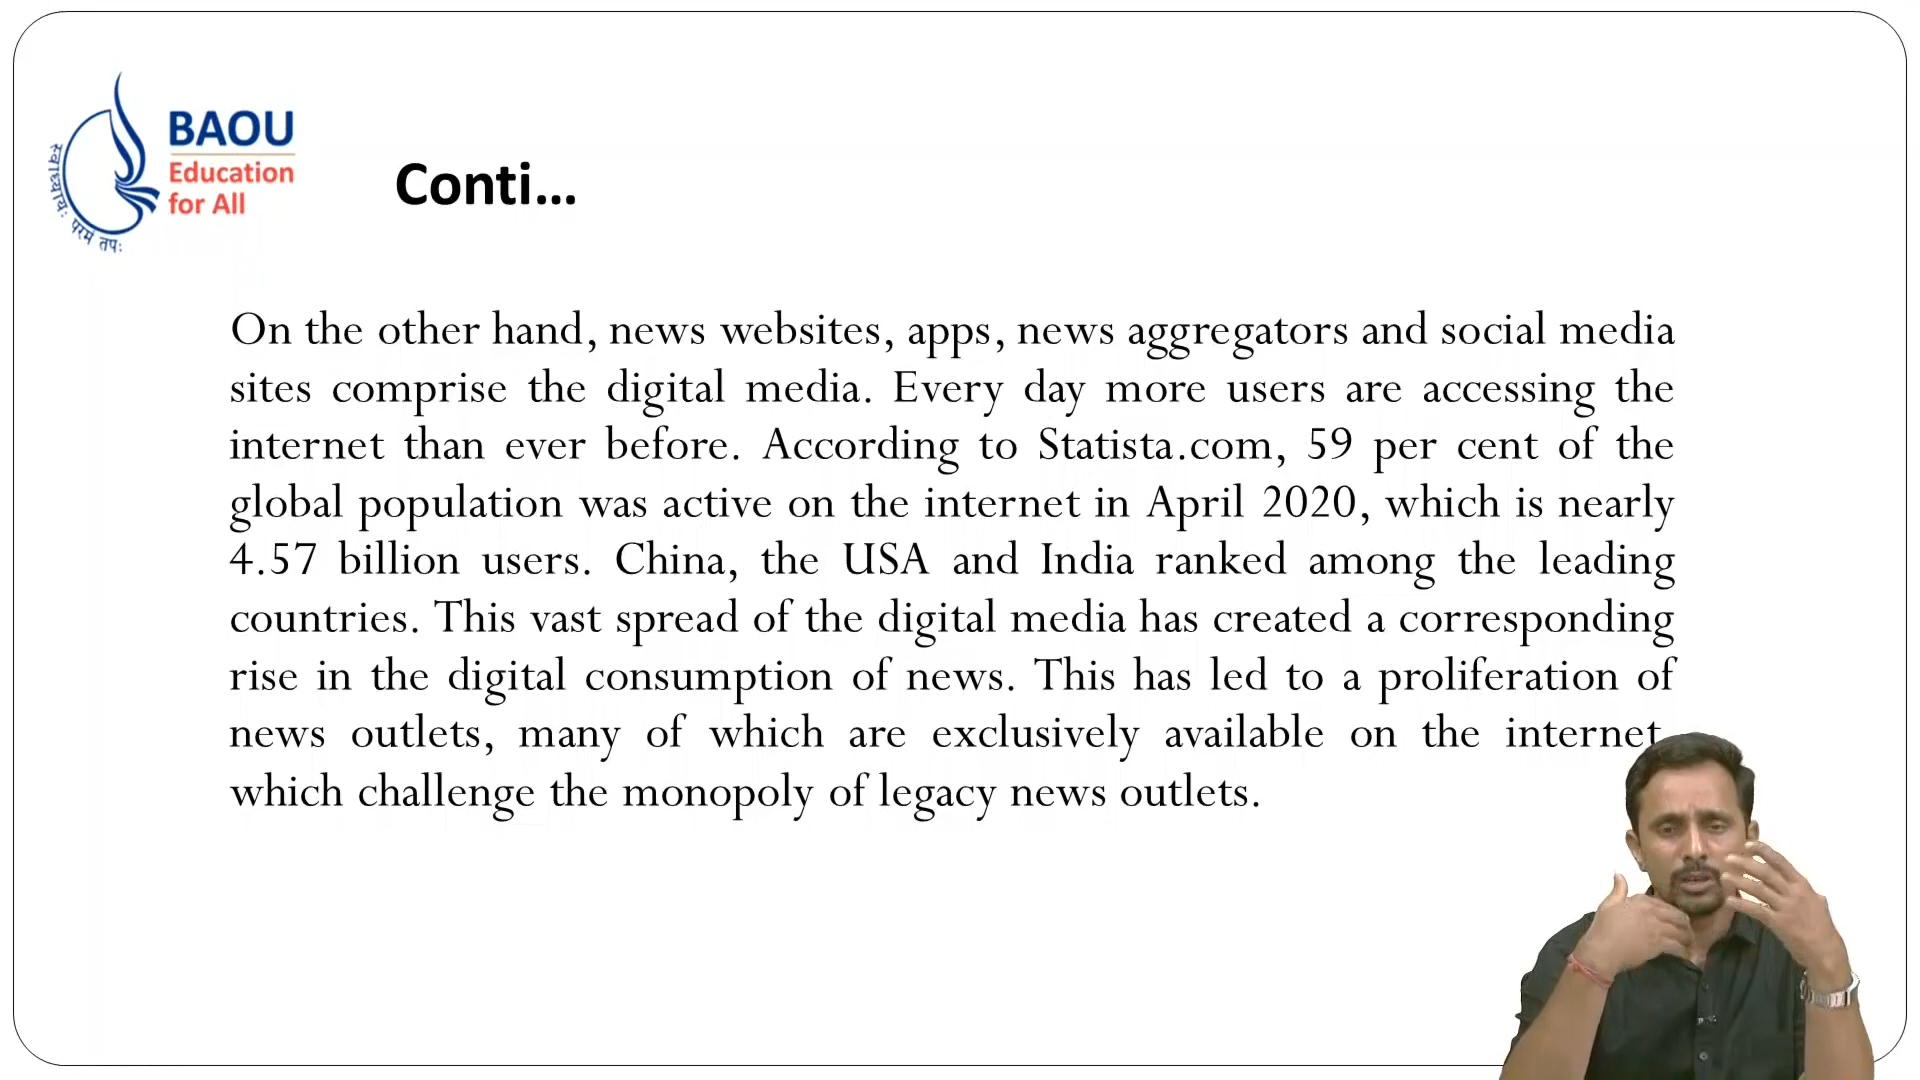 BAOU
Education
for All
स्वाध्यायः परमं तपः
Conti...
On the other hand, news websites, apps, news aggregators and social media
sites comprise the digital media. Every day more users are accessing the
internet than ever before. According to Statista.com, 59 per cent of the
global population was active on the internet in April 2020, which is nearly
4.57 billion users. China, the USA and India ranked among the leading
countries. This vast spread of the digital media has created a corresponding
rise in the digital consumption of news. This has led to a proliferation of
news outlets, many of which are exclusively available on the internet
which challenge the monopoly of legacy news outlets.